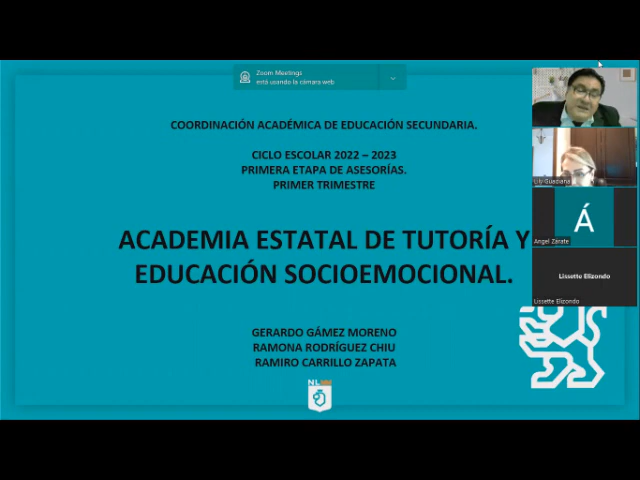 Zoom Meetings
está usando la cámara web
COORDINACIÓN ACADÉMICA DE EDUCACIÓN SECUNDARIA.
CICLO ESCOLAR 2022 – 2023
PRIMERA ETAPA DE ASESORÍAS.
PRIMER TRIMESTRE
ACADEMIA ESTATAL DE TUTORÍA Y
EDUCACIÓN SOCIOEMOCIONAL.
GERARDO GÁMEZ MORENO
RAMONA RODRÍGUEZ CHIU
RAMIRO CARRILLO ZAPATA
NL
Lily Guaciana
Á
Angel Zárate
Lissette Elizondo
Lissette Elizondo